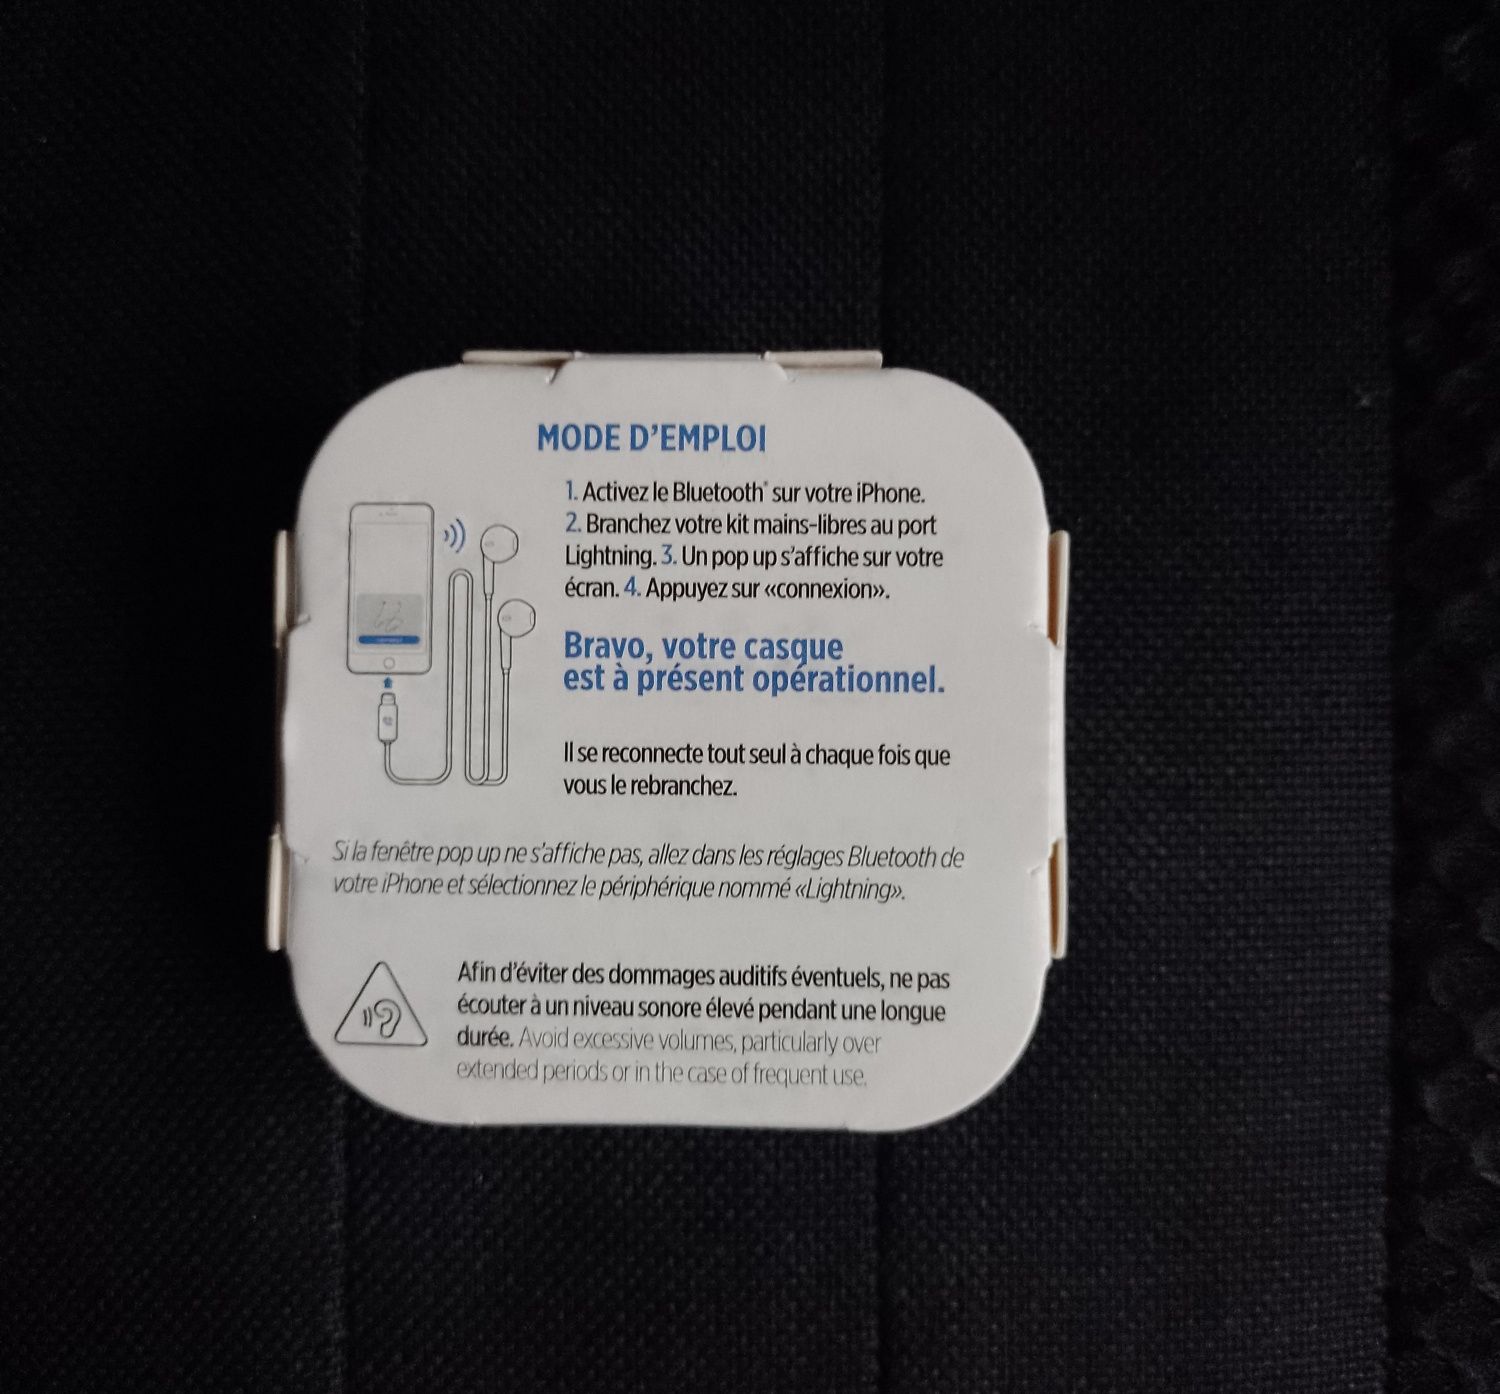 MODE D'EMPLOI
1. Activez le Bluetooth® sur votre iPhone.
2. Branchez votre kit mains-libres au port
Lightning. 3. Un pop up s'affiche sur votre
écran. 4. Appuyez sur «connexion».
Bravo, votre casque
est à présent opérationnel.
Il se reconnecte tout seul à chaque fois que
vous le rebranchez.
Si la fenêtre pop up ne s'affiche pas, allez dans les réglages Bluetooth de
votre iPhone et sélectionnez le périphérique nommé «Lightning».
Afin d'éviter des dommages auditifs éventuels, ne pas
écouter à un niveau sonore élevé pendant une longue
durée. Avoid excessive volumes, particularly over
extended periods or in the case of frequent use.